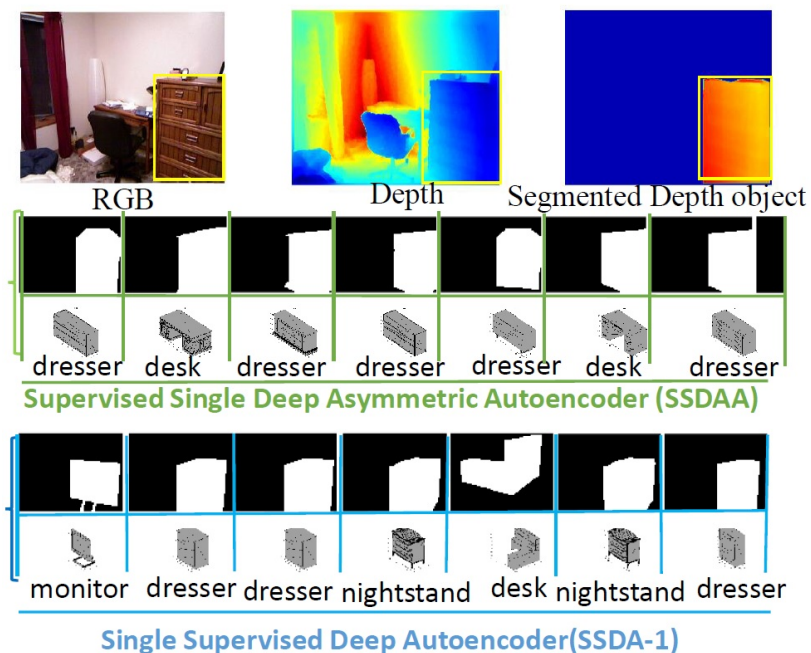 RGB Depth Segmented Depth object
dresser desk dresser dresser dresser desk dresser
Supervised Single Deep Asymmetric Autoencoder (SSDAA)
monitor dresser dresser nightstand desk nightstand dresser
Single Supervised Deep Autoencoder(SSDA-1)